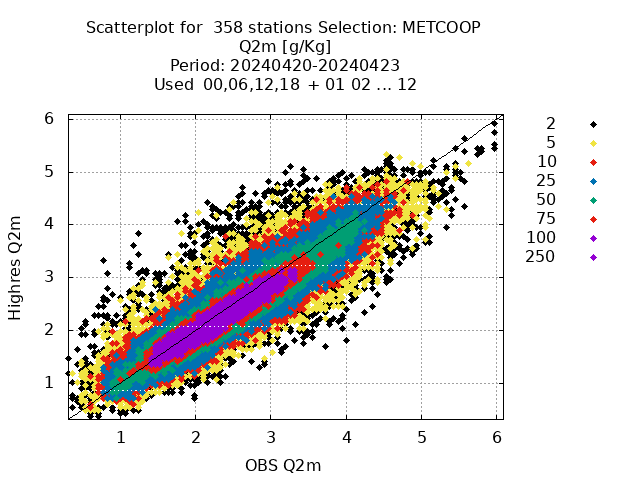 Scatterplot for  358 stations Selection: METCOOP
Q2m [g/Kg]
Period: 20240420-20240423
Used  00,06,12,18  + 01 02 ... 12
6
5
4
3
2
1
1 2 3 4 5 6
Highres Q2m
OBS Q2m
2
5
10
25
50
75
100
250